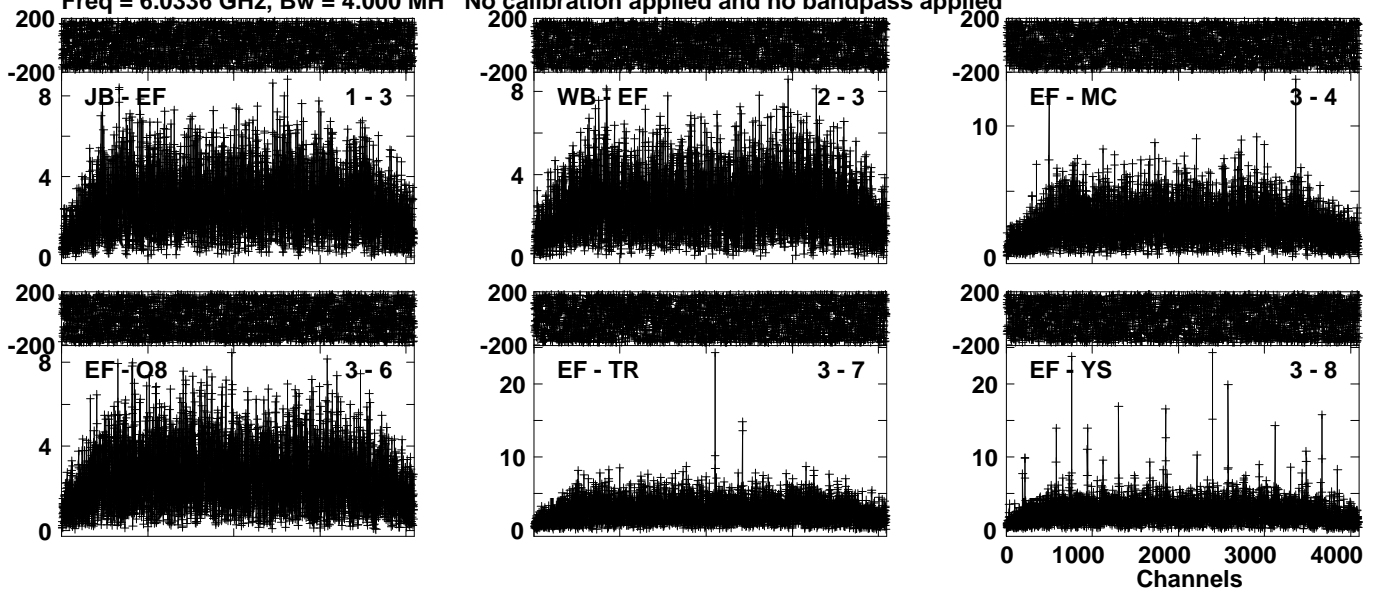 Freq = 6.0336 GHz, Bw = 4.000 MH No calibration applied and no bandpass applied
200 200 200
-200 -200 -200
8 JB - EF 1 - 3 8 WB - EF 2 - 3 EF - MC 3 - 4
10
4 4
0 0 0
200 200 200
-200 -200 -200
8 EF - O8 3 - 6 20 EF - TR 3 - 7 20 EF - YS 3 - 8
4 10 10
0 0 0
0 1000 2000 3000 4000
Channels